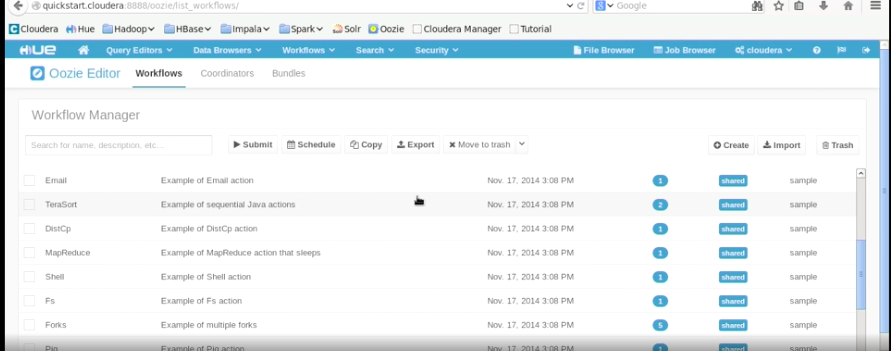 quickstart.cloudera:8888/oozie/list_workflows/ Google
Cloudera Hue Hadoop HBase Impala Spark Solr Oozie Cloudera Manager Tutorial
HUE Query Editors Data Browsers Workflows Search Security File Browser Job Browser cloudera
Oozie Editor Workflows Coordinators Bundles
Workflow Manager
Search for name, description, etc... Submit Schedule Copy Export Move to trash Create Import Trash
Email Example of Email action Nov. 17, 2014 3:08 PM 1 shared sample
TeraSort Example of sequential Java actions Nov. 17, 2014 3:08 PM 2 shared sample
DistCp Example of DistCp action Nov. 17, 2014 3:08 PM 1 shared sample
MapReduce Example of MapReduce action that sleeps Nov. 17, 2014 3:08 PM 1 shared sample
Shell Example of Shell action Nov. 17, 2014 3:08 PM 1 shared sample
Fs Example of Fs action Nov. 17, 2014 3:08 PM 1 shared sample
Forks Example of multiple forks Nov. 17, 2014 3:08 PM 5 shared sample
Pig Example of Pig action Nov. 17, 2014 3:08 PM 1 shared sample